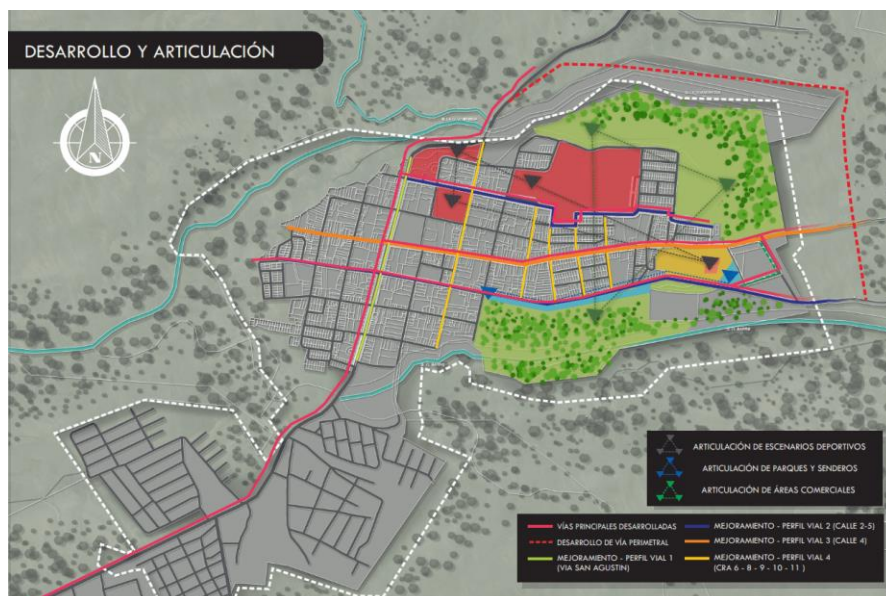 DESARROLLO Y ARTICULACIÓN
N
ARTICULACIÓN DE ESCENARIOS DEPORTIVOS
ARTICULACIÓN DE PARQUES Y SENDEROS
ARTICULACIÓN DE ÁREAS COMERCIALES
VÍAS PRINCIPALES DESARROLLADAS
DESARROLLO DE VÍA PERIMETRAL
MEJORAMIENTO - PERFIL VIAL 1
(VIA SAN AGUSTIN)
MEJORAMIENTO - PERFIL VIAL 2 (CALLE 2-5)
MEJORAMIENTO - PERFIL VIAL 3 (CALLE 4)
MEJORAMIENTO - PERFIL VIAL 4
(CRA 6 - 8 - 9 - 10 - 11 )